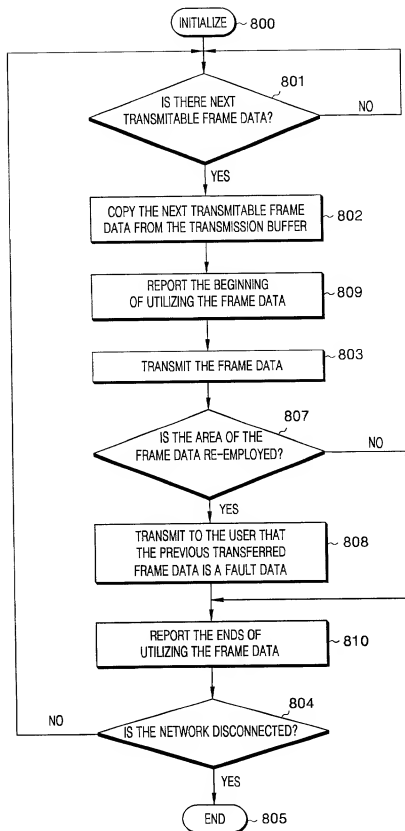 INITIALIZE
800
801
IS THERE NEXT
TRANSMITABLE FRAME DATA?
NO
YES
COPY THE NEXT TRANSMITABLE FRAME
DATA FROM THE TRANSMISSION BUFFER
802
REPORT THE BEGINNING
OF UTILIZING THE FRAME DATA
809
TRANSMIT THE FRAME DATA
803
807
IS THE AREA OF THE
FRAME DATA RE-EMPLOYED?
NO
YES
TRANSMIT TO THE USER THAT
THE PREVIOUS TRANSFERRED
FRAME DATA IS A FAULT DATA
808
REPORT THE ENDS OF
UTILIZING THE FRAME DATA
810
804
NO
IS THE NETWORK DISCONNECTED?
YES
END
805